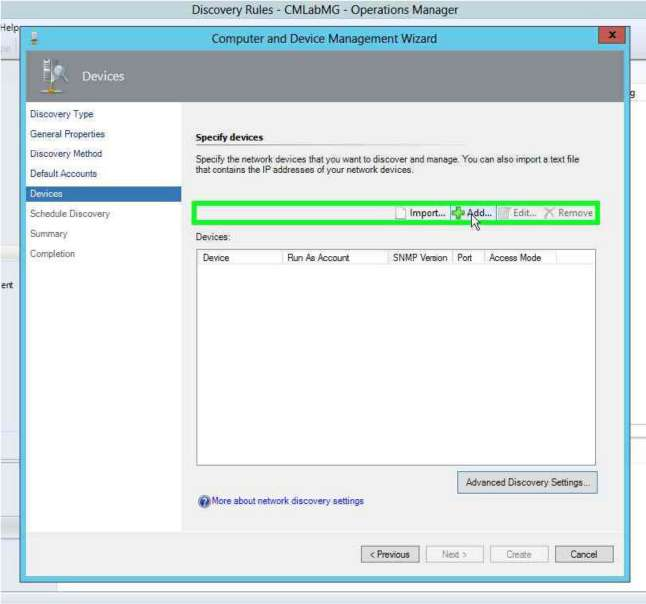 Discovery Rules - CMLabMG - Operations Manager
Help
Computer and Device Management Wizard
x
Devices
Discovery Type
General Properties
Discovery Method
Default Accounts
Devices
Schedule Discovery
Summary
Completion
Specify devices
Specify the network devices that you want to discover and manage. You can also import a text file
that contains the IP addresses of your network devices.
Import... Add... Edit... Remove
Devices:
Device Run As Account SNMP Version Port Access Mode
Advanced Discovery Settings...
More about network discovery settings
< Previous Next > Create Cancel